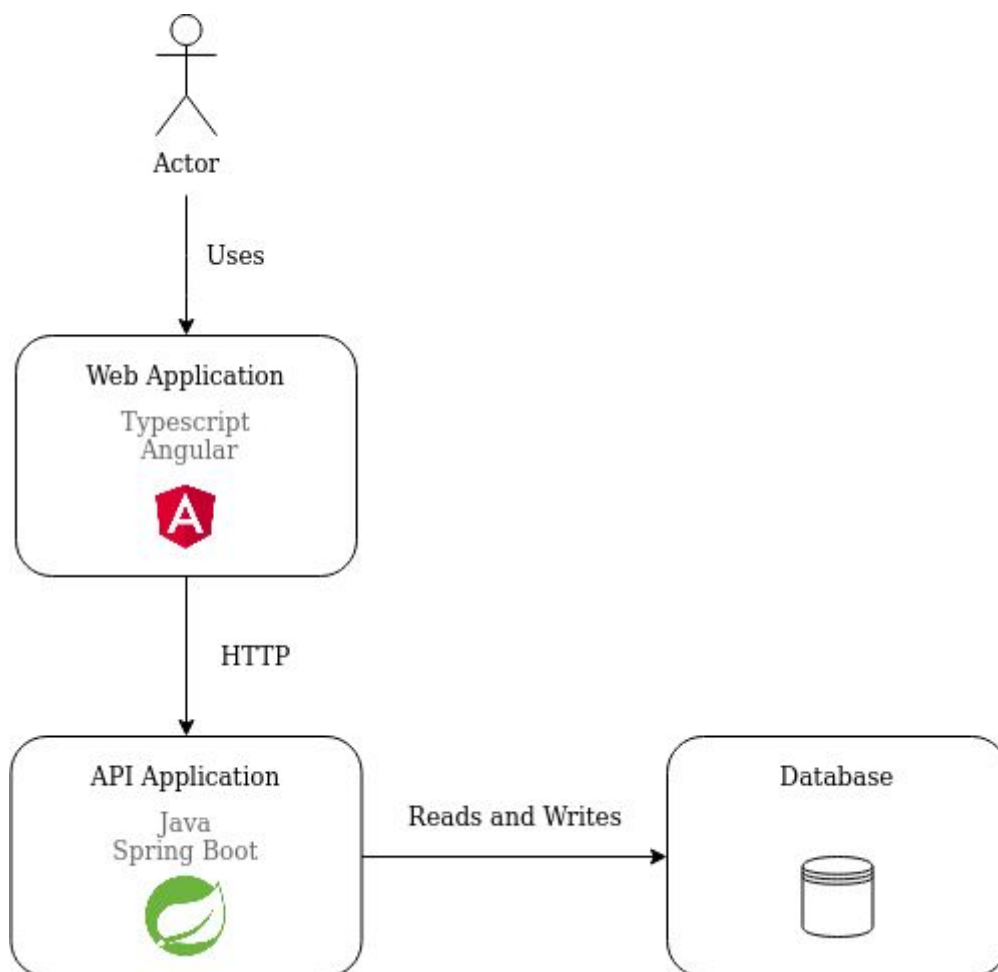 Actor
Uses
Web Application
Typescript
Angular
A
HTTP
API Application
Java
Spring Boot
Reads and Writes
Database